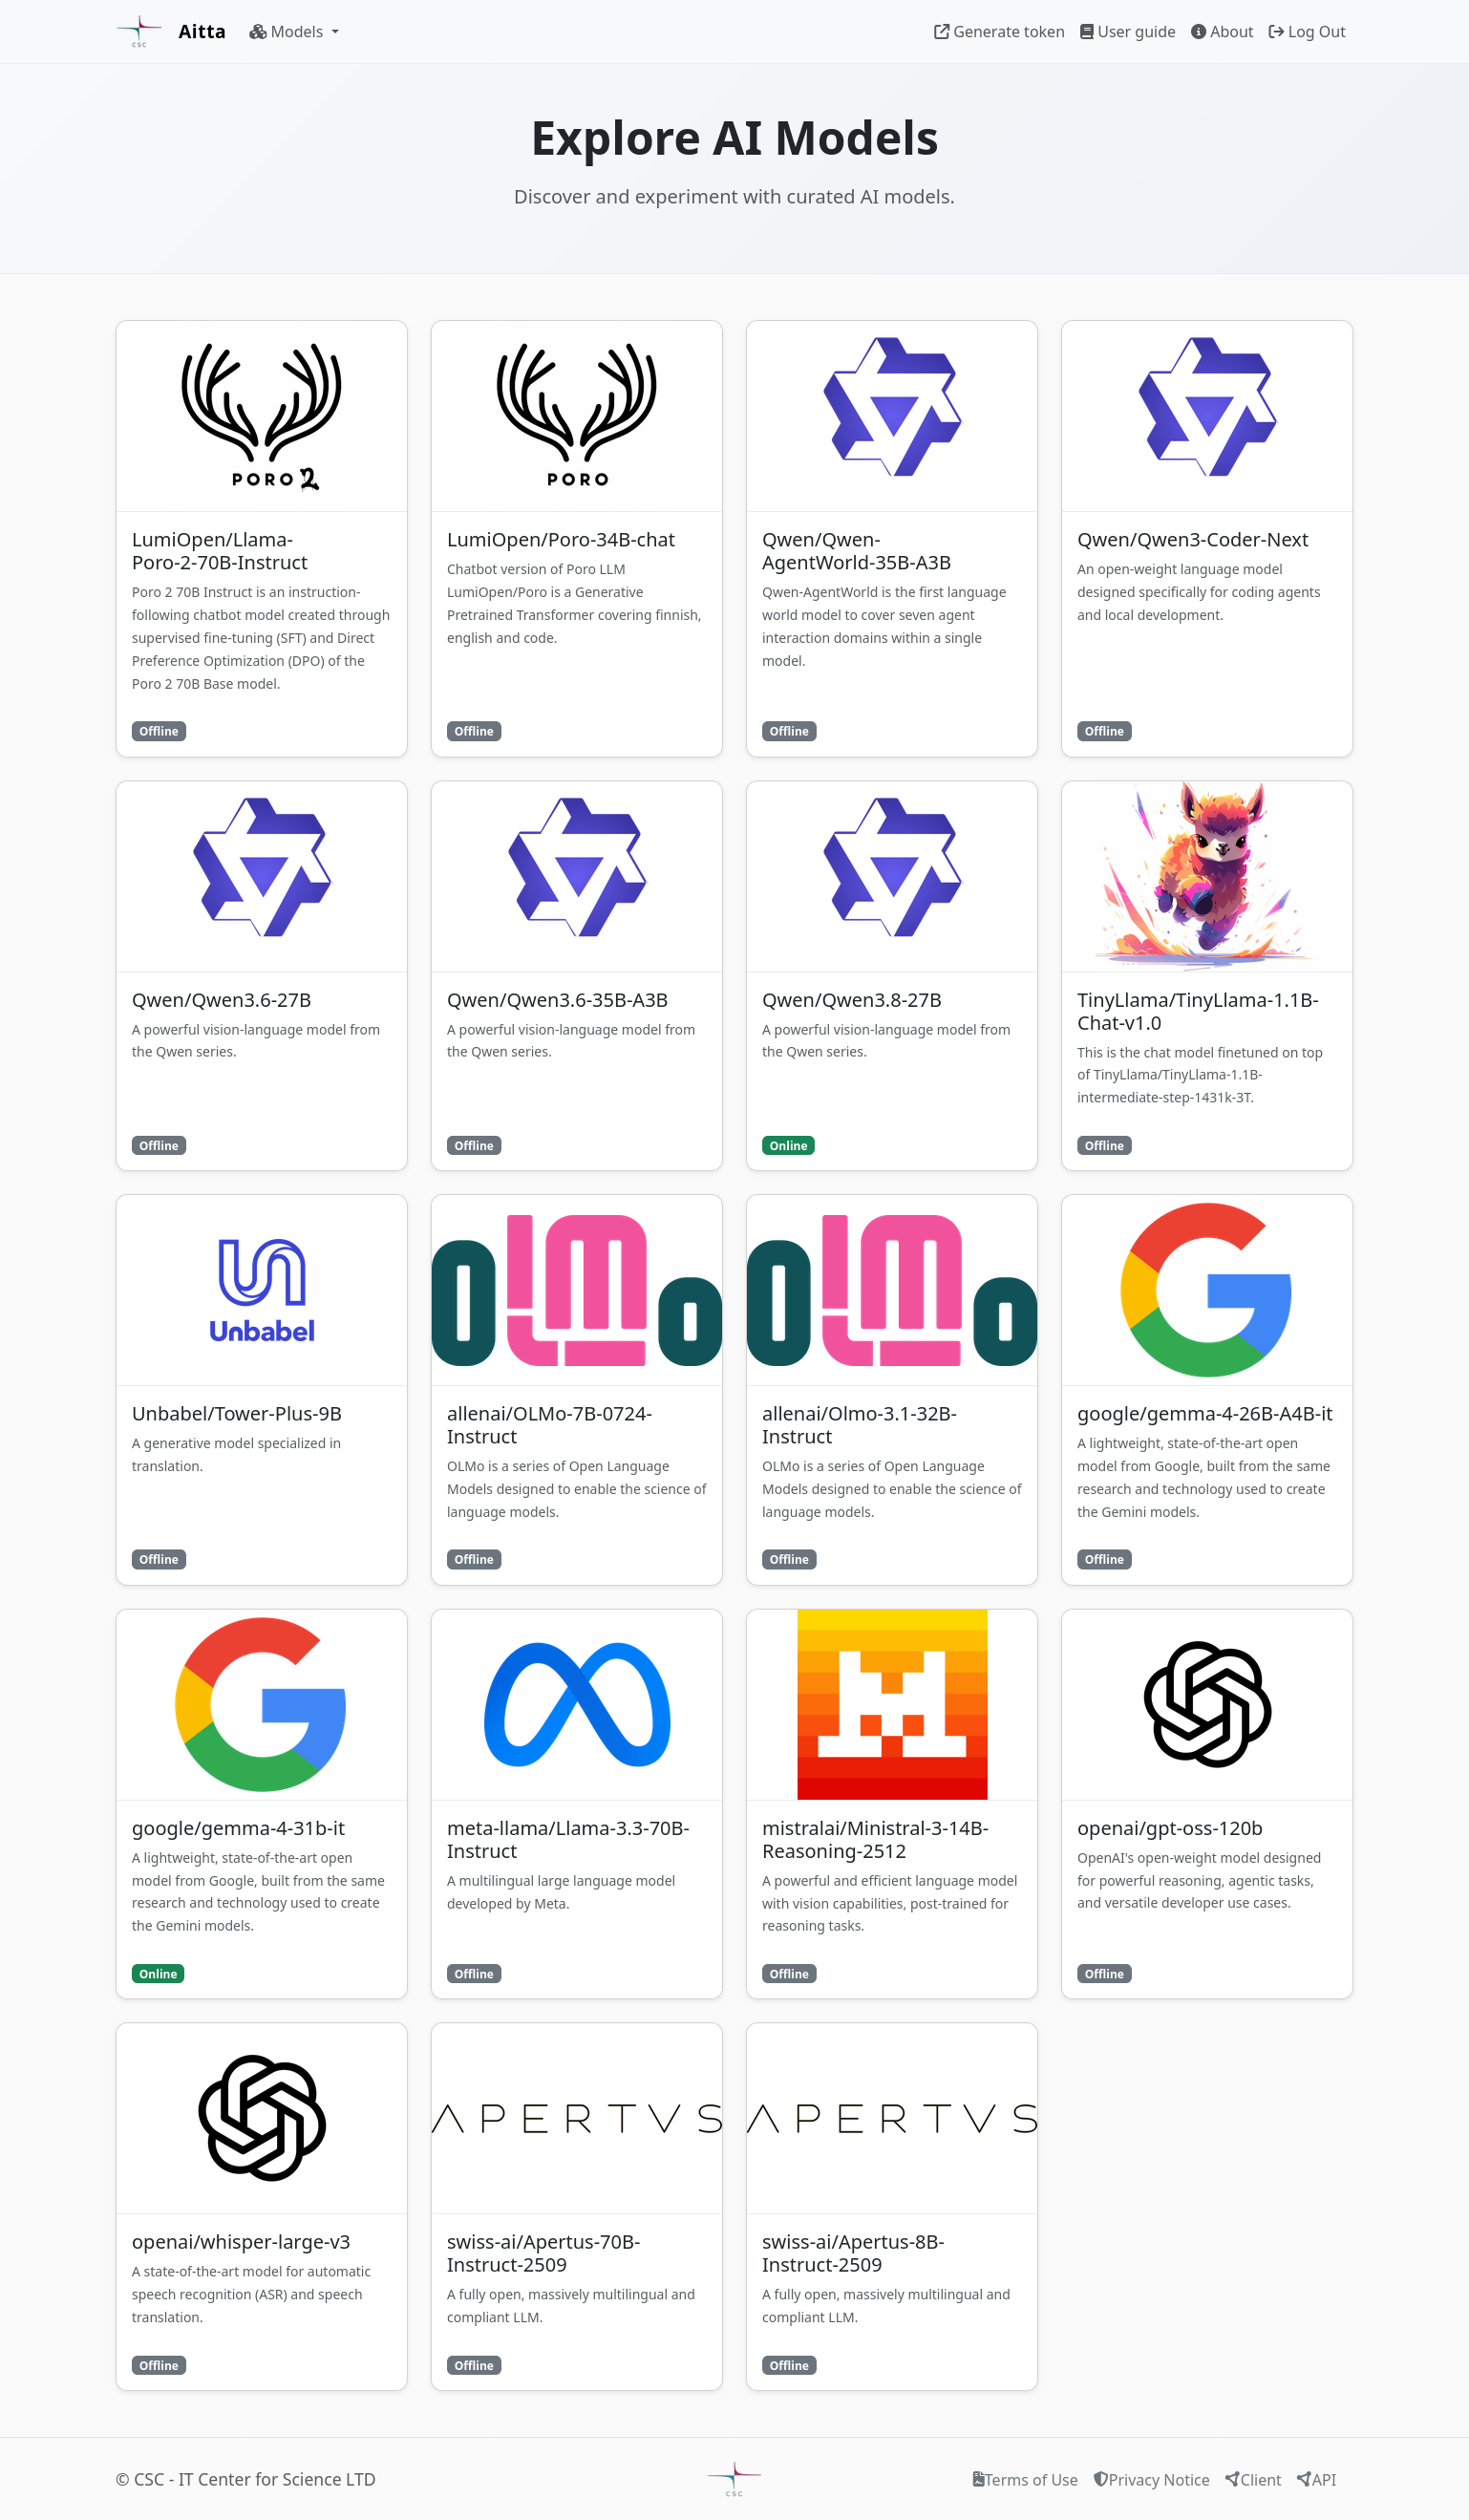 CSC
Aitta
Models
Generate token
User guide
About
Log Out
Explore AI Models
Discover and experiment with curated AI models.
PORO 2
LumiOpen/Llama-
Poro-2-70B-Instruct
Poro 2 70B Instruct is an instruction-
following chatbot model created through
supervised fine-tuning (SFT) and Direct
Preference Optimization (DPO) of the
Poro 2 70B Base model.
Offline
PORO
LumiOpen/Poro-34B-chat
Chatbot version of Poro LLM
LumiOpen/Poro is a Generative
Pretrained Transformer covering finnish,
english and code.
Offline
Qwen/Qwen-
AgentWorld-35B-A3B
Qwen-AgentWorld is the first language
world model to cover seven agent
interaction domains within a single
model.
Offline
Qwen/Qwen3-Coder-Next
An open-weight language model
designed specifically for coding agents
and local development.
Offline
Qwen/Qwen3.6-27B
A powerful vision-language model from
the Qwen series.
Offline
Qwen/Qwen3.6-35B-A3B
A powerful vision-language model from
the Qwen series.
Offline
Qwen/Qwen3.8-27B
A powerful vision-language model from
the Qwen series.
Online
TinyLlama/TinyLlama-1.1B-
Chat-v1.0
This is the chat model finetuned on top
of TinyLlama/TinyLlama-1.1B-
intermediate-step-1431k-3T.
Offline
Unbabel
Unbabel/Tower-Plus-9B
A generative model specialized in
translation.
Offline
OLMo
allenai/OLMo-7B-0724-
Instruct
OLMo is a series of Open Language
Models designed to enable the science of
language models.
Offline
OLMo
allenai/Olmo-3.1-32B-
Instruct
OLMo is a series of Open Language
Models designed to enable the science of
language models.
Offline
google/gemma-4-26B-A4B-it
A lightweight, state-of-the-art open
model from Google, built from the same
research and technology used to create
the Gemini models.
Offline
google/gemma-4-31b-it
A lightweight, state-of-the-art open
model from Google, built from the same
research and technology used to create
the Gemini models.
Online
meta-llama/Llama-3.3-70B-
Instruct
A multilingual large language model
developed by Meta.
Offline
mistralai/Ministral-3-14B-
Reasoning-2512
A powerful and efficient language model
with vision capabilities, post-trained for
reasoning tasks.
Offline
openai/gpt-oss-120b
OpenAI's open-weight model designed
for powerful reasoning, agentic tasks,
and versatile developer use cases.
Offline
openai/whisper-large-v3
A state-of-the-art model for automatic
speech recognition (ASR) and speech
translation.
Offline
APERTVS
swiss-ai/Apertus-70B-
Instruct-2509
A fully open, massively multilingual and
compliant LLM.
Offline
APERTVS
swiss-ai/Apertus-8B-
Instruct-2509
A fully open, massively multilingual and
compliant LLM.
Offline
© CSC - IT Center for Science LTD
CSC
Terms of Use
Privacy Notice
Client
API